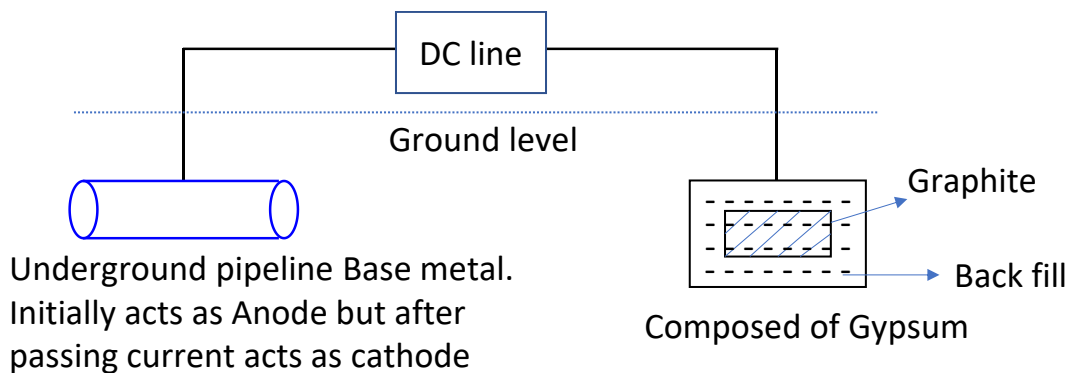 DC line
Ground level
Graphite
Back fill
Underground pipeline Base metal.
Initially acts as Anode but after
passing current acts as cathode
Composed of Gypsum